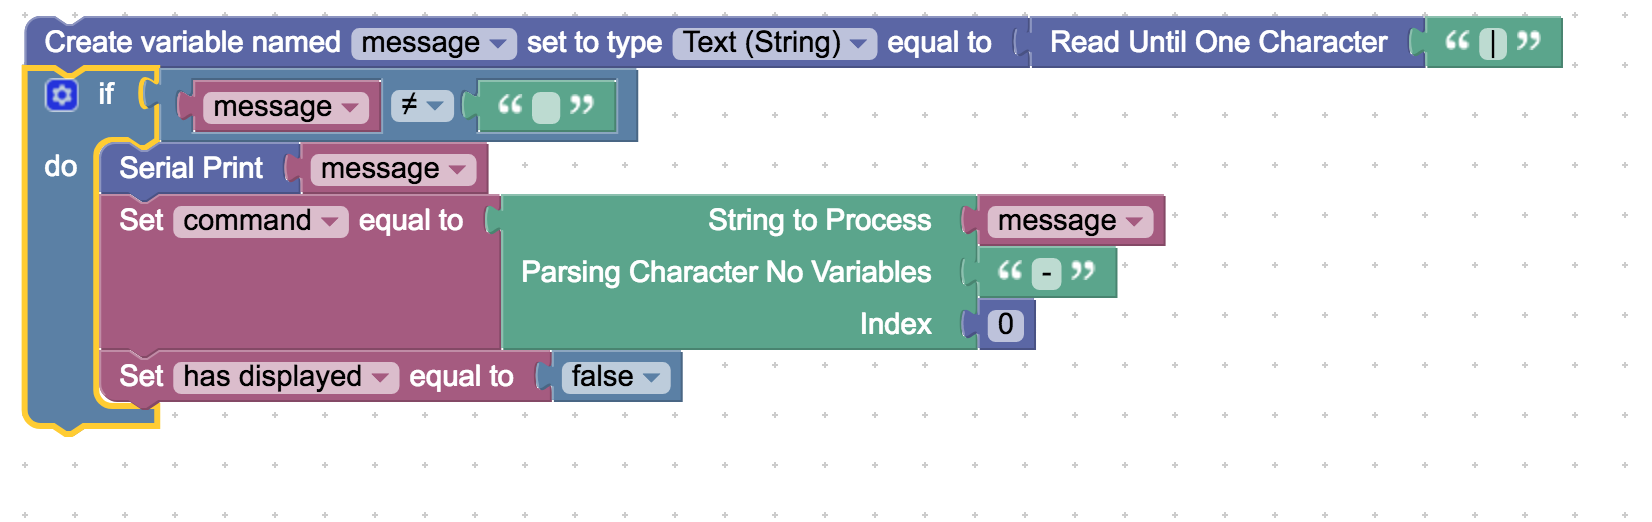 Create variable named message set to type Text (String) equal to Read Until One Character “ | ”
if message ≠ “ ”
do Serial Print message
Set command equal to String to Process message
Parsing Character No Variables “ - ”
Index 0
Set has displayed equal to false